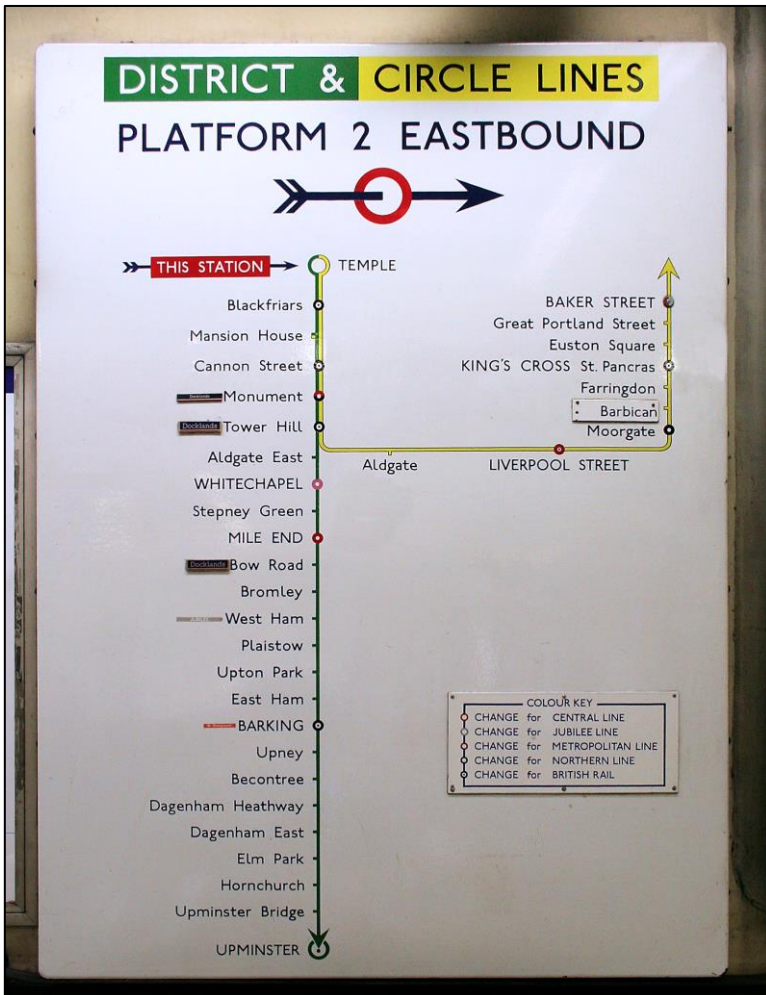 DISTRICT & CIRCLE LINES
PLATFORM 2 EASTBOUND
THIS STATION
TEMPLE
Blackfriars
Mansion House
Cannon Street
Docklands Monument
Docklands Tower Hill
Aldgate East
WHITECHAPEL
Stepney Green
MILE END
Docklands Bow Road
Bromley
West Ham
Plaistow
Upton Park
East Ham
BARKING
Upney
Becontree
Dagenham Heathway
Dagenham East
Elm Park
Hornchurch
Upminster Bridge
UPMINSTER
BAKER STREET
Great Portland Street
Euston Square
KING'S CROSS St. Pancras
Farringdon
Barbican
Moorgate
Aldgate
LIVERPOOL STREET
COLOUR KEY
CHANGE for CENTRAL LINE
CHANGE for JUBILEE LINE
CHANGE for METROPOLITAN LINE
CHANGE for NORTHERN LINE
CHANGE for BRITISH RAIL